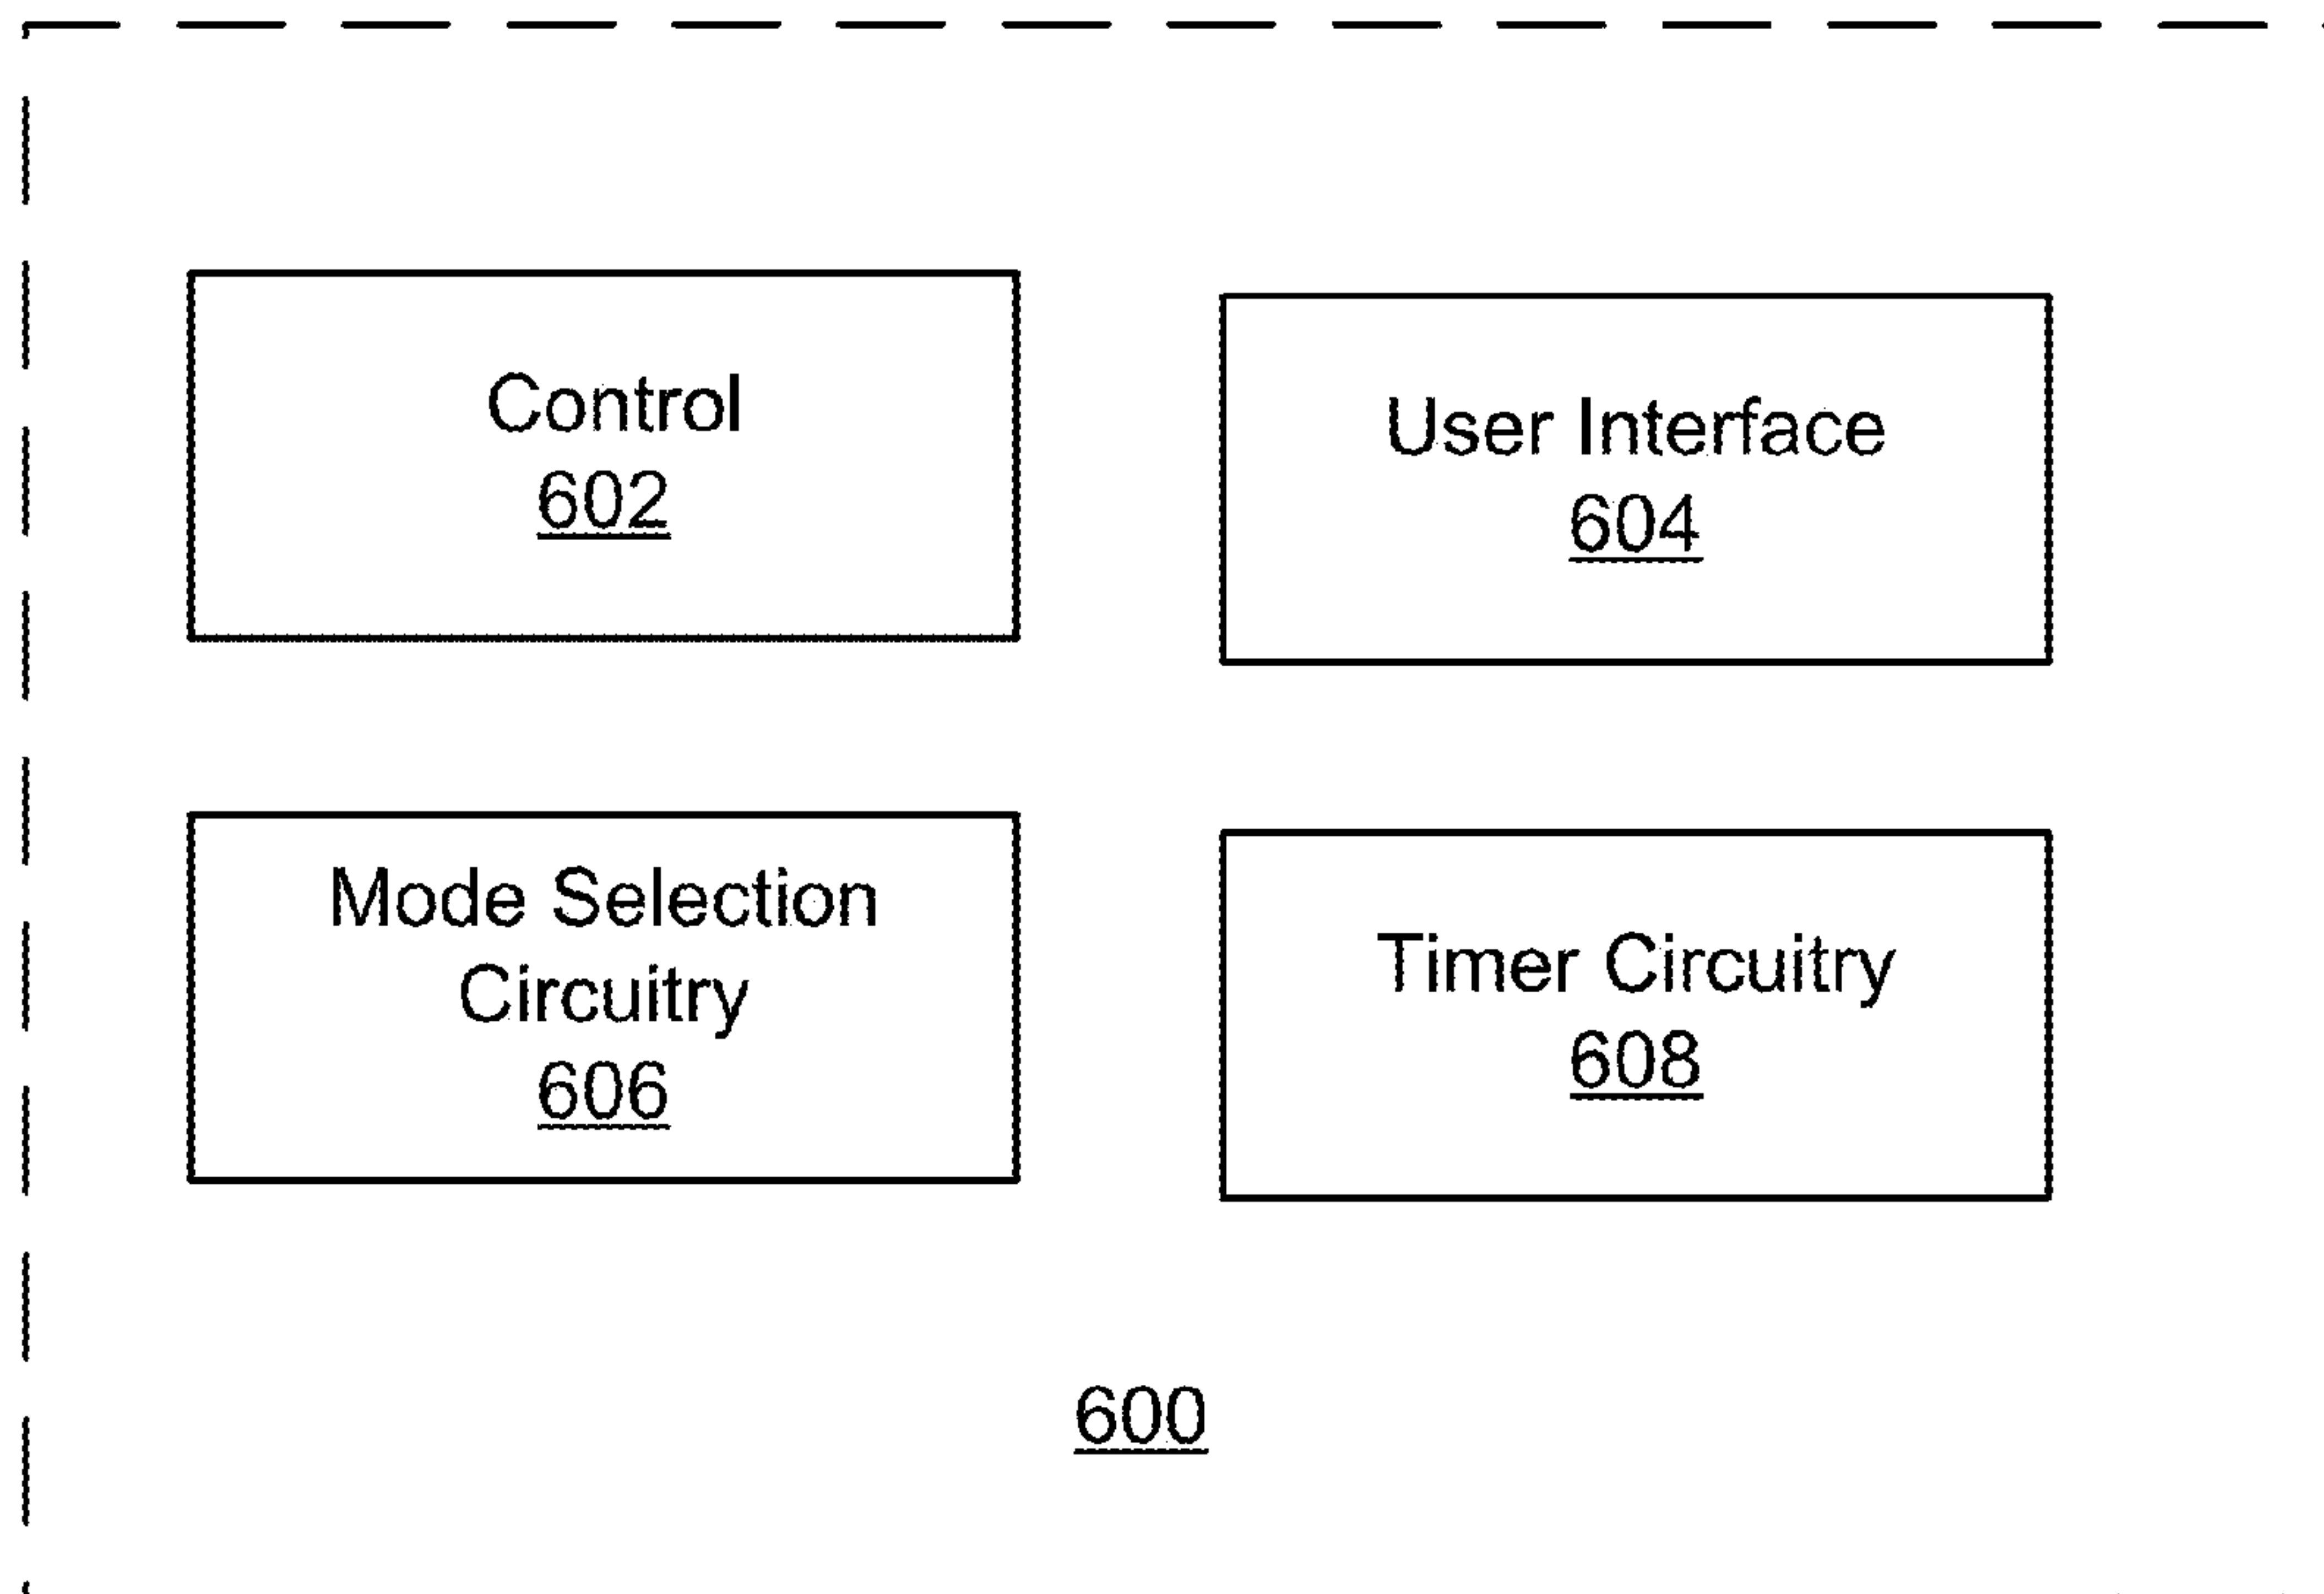 Control
602
User Interface
604
Mode Selection
Circuitry
606
Timer Circuitry
608
600